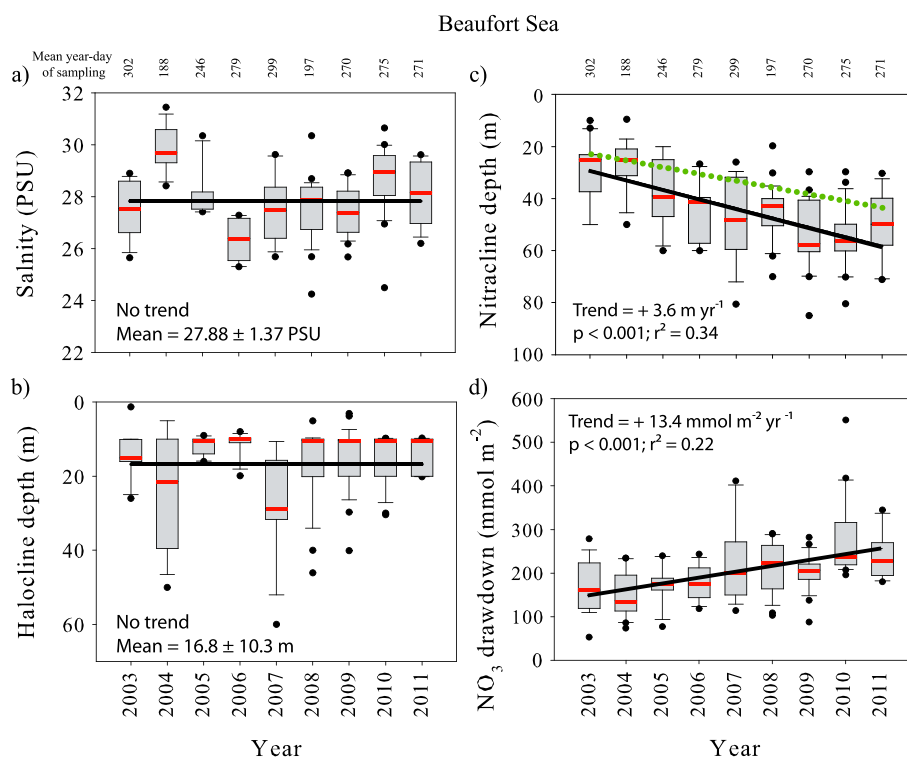 Beaufort Sea
Mean year-day
of sampling
302 188 246 279 299 197 270 275 271
a)
32
30
28
26
24
22
Salnity (PSU)
No trend
Mean = 27.88 ± 1.37 PSU
302 188 246 279 299 197 270 275 271
c)
0
20
40
60
80
100
Nitracline depth (m)
Trend = + 3.6 m yr⁻¹
p < 0.001; r² = 0.34
b)
0
20
40
60
Halocline depth (m)
No trend
Mean = 16.8 ± 10.3 m
2003 2004 2005 2006 2007 2008 2009 2010 2011
Year
d)
600
500
400
300
200
100
0
NO₃ drawdown (mmol m⁻²)
Trend = + 13.4 mmol m⁻² yr⁻¹
p < 0.001; r² = 0.22
2003 2004 2005 2006 2007 2008 2009 2010 2011
Year